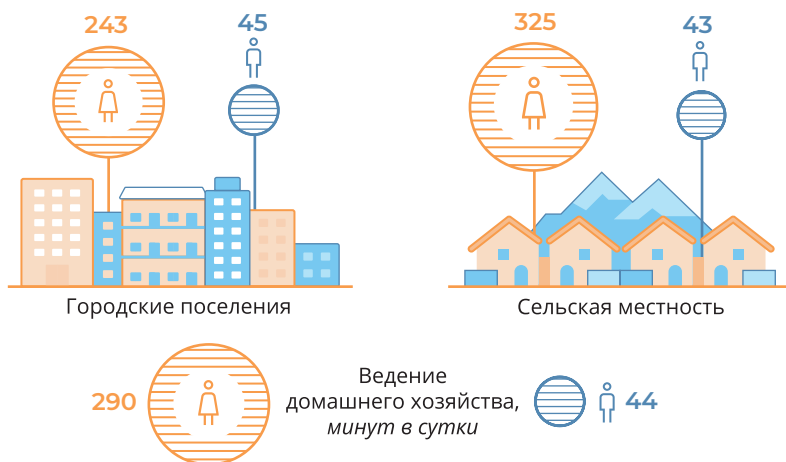 243
45
325
43
Городские поселения
Сельская местность
290
Ведение
домашнего хозяйства,
минут в сутки
44